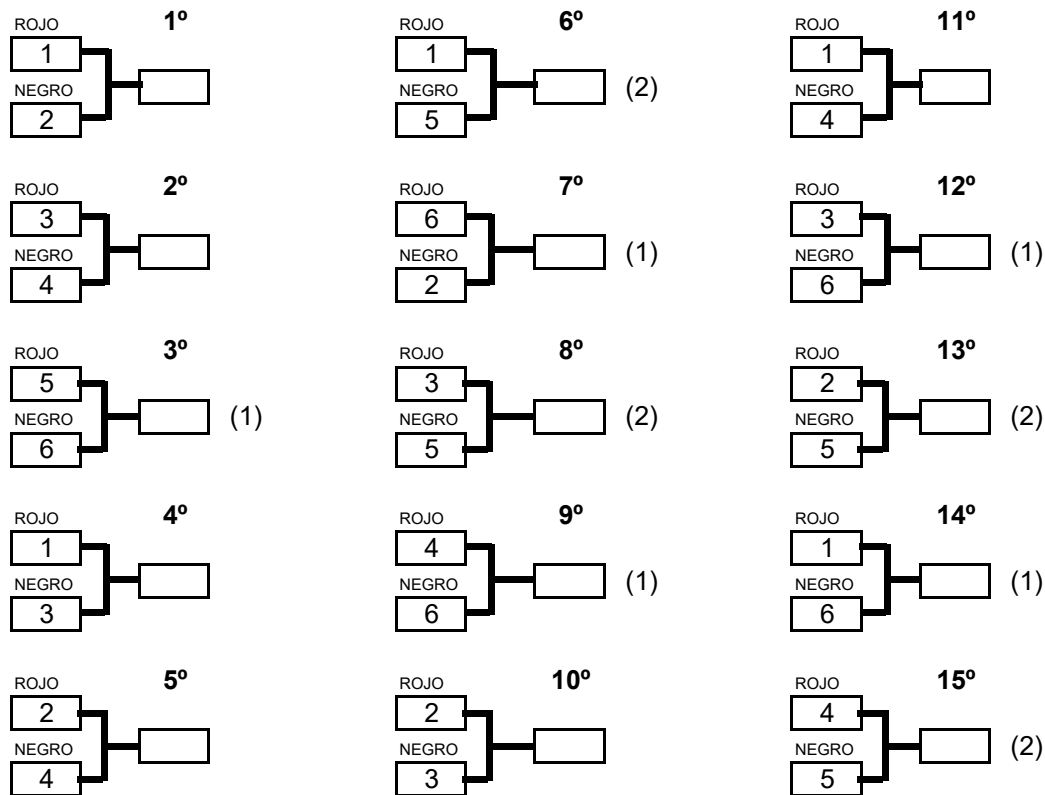 1º
ROJO
1
NEGRO
2
2º
ROJO
3
NEGRO
4
3º
ROJO
5
NEGRO
6
(1)
4º
ROJO
1
NEGRO
3
5º
ROJO
2
NEGRO
4
6º
ROJO
1
NEGRO
5
(2)
7º
ROJO
6
NEGRO
2
(1)
8º
ROJO
3
NEGRO
5
(2)
9º
ROJO
4
NEGRO
6
(1)
10º
ROJO
2
NEGRO
3
11º
ROJO
1
NEGRO
4
12º
ROJO
3
NEGRO
6
(1)
13º
ROJO
2
NEGRO
5
(2)
14º
ROJO
1
NEGRO
6
(1)
15º
ROJO
4
NEGRO
5
(2)